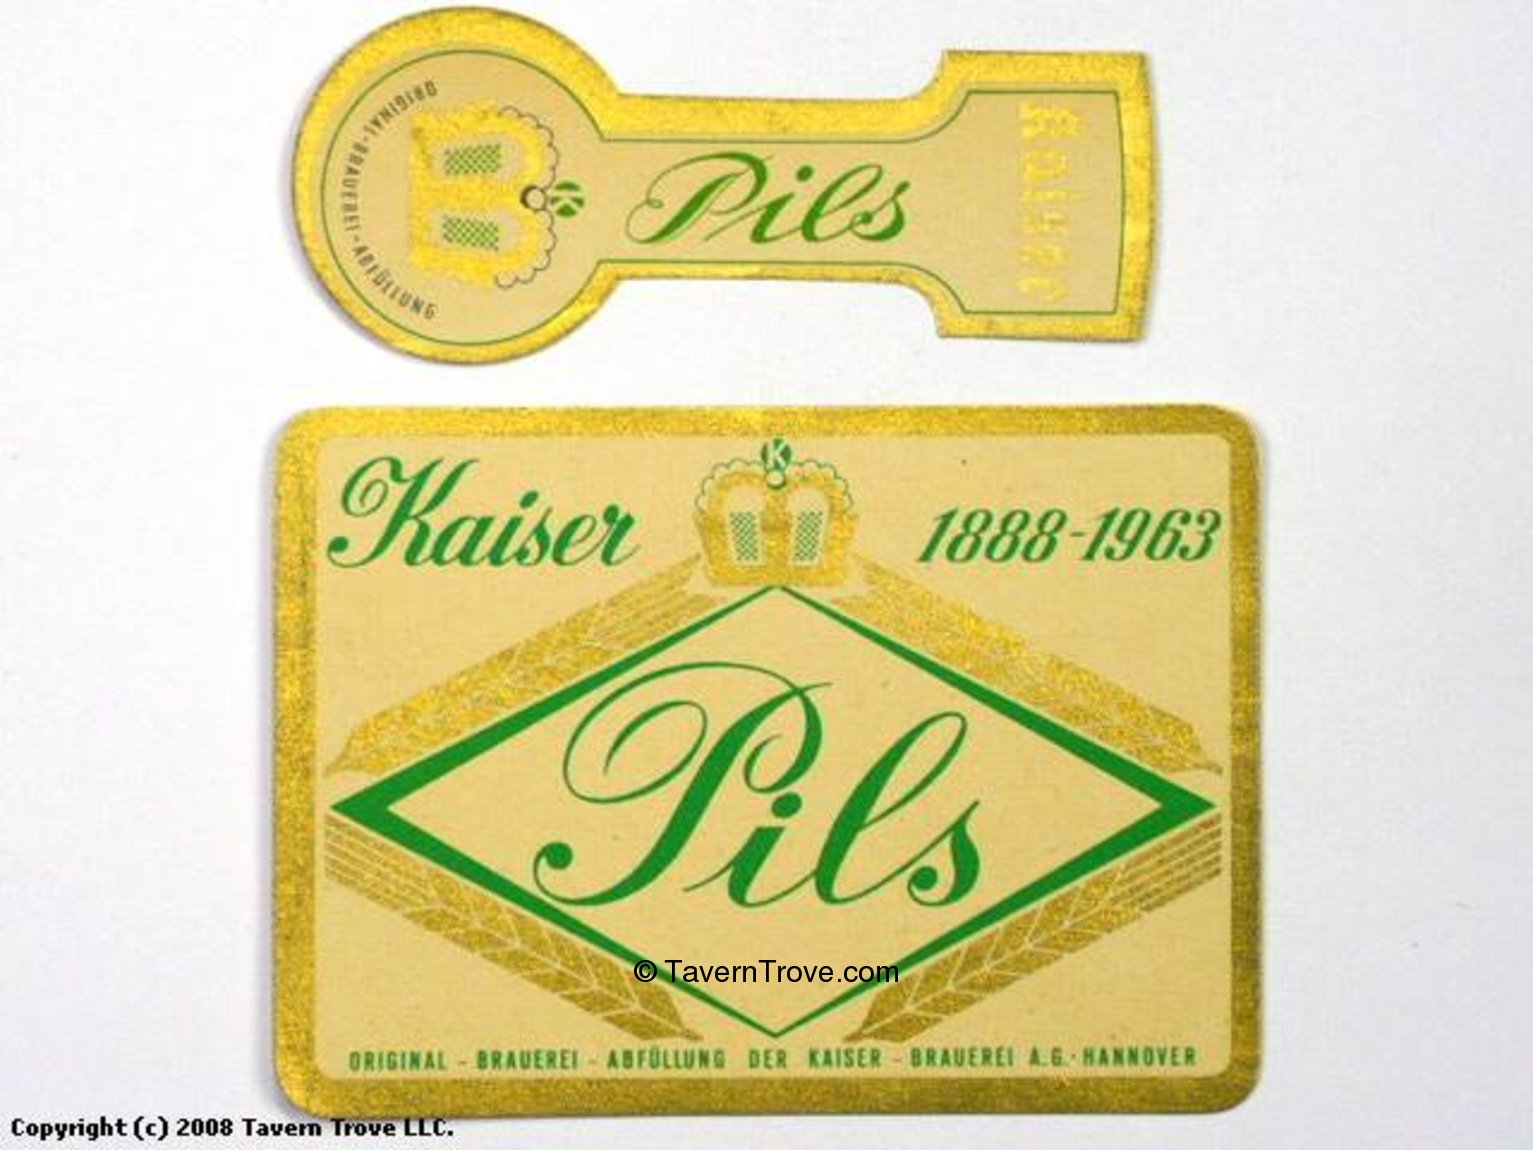 ORIGINAL-BRAUEREI-ABFÜLLUNG
K
Pils
Kaiser
Kaiser
K
1888-1963
Pils
© TavernTrove.com
ORIGINAL - BRAUEREI - ABFÜLLUNG DER KAISER - BRAUEREI A.G. · HANNOVER
Copyright (c) 2008 Tavern Trove LLC.